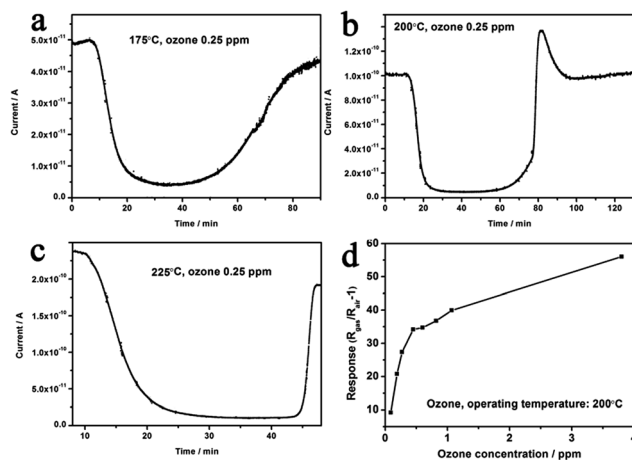 a
175°C, ozone 0.25 ppm
5.0x10⁻¹¹
4.0x10⁻¹¹
3.0x10⁻¹¹
2.0x10⁻¹¹
1.0x10⁻¹¹
0.0
Current / A
0 20 40 60 80
Time / min
b
200°C, ozone 0.25 ppm
1.2x10⁻¹⁰
1.0x10⁻¹⁰
8.0x10⁻¹¹
6.0x10⁻¹¹
4.0x10⁻¹¹
2.0x10⁻¹¹
0.0
Current / A
0 20 40 60 80 100 120
Time / min
c
225°C, ozone 0.25 ppm
2.0x10⁻¹⁰
1.5x10⁻¹⁰
1.0x10⁻¹⁰
5.0x10⁻¹¹
0.0
Current / A
10 20 30 40
Time / min
d
60
50
40
30
20
10
Response (Rgas/Rair-1)
Ozone, operating temperature: 200°C
0 2 4
Ozone concentration / ppm